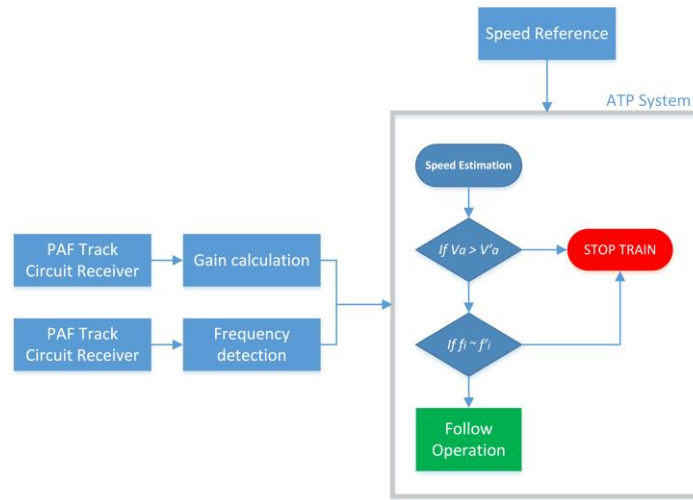 Speed Reference
ATP System
Speed Estimation
If Va > V'a
STOP TRAIN
PAF Track
Circuit Receiver
Gain calculation
PAF Track
Circuit Receiver
Frequency
detection
If fi ~ f'i
Follow
Operation